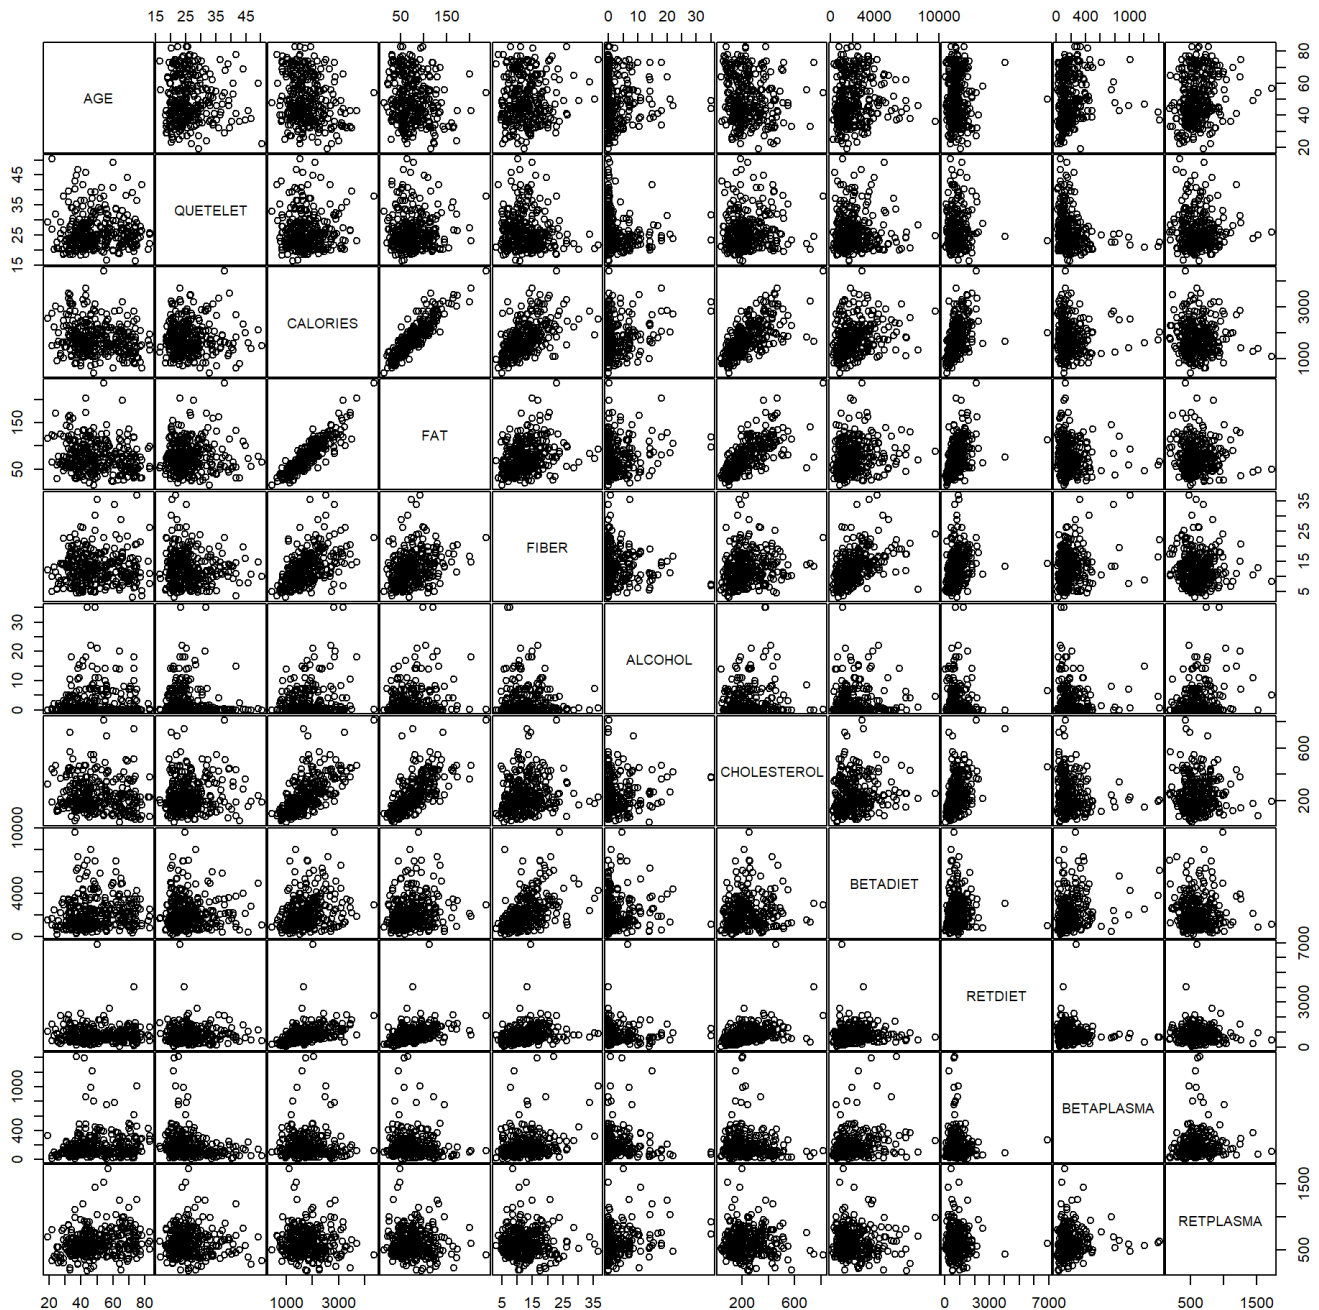 15 25 35 45 50 150 0 10 20 30 0 4000 10000 0 400 1000
AGE
20 40 60 80
15 25 35 45
QUETELET
CALORIES
1000 3000
50 150
FAT
FIBER
5 15 25 35
0 10 20 30
ALCOHOL
CHOLESTEROL
200 600
0 4000 10000
BETADIET
RETDIET
0 3000 7000
0 400 1000
BETAPLASMA
RETPLASMA
500 1500
20 40 60 80 1000 3000 5 15 25 35 200 600 0 3000 7000 500 1500